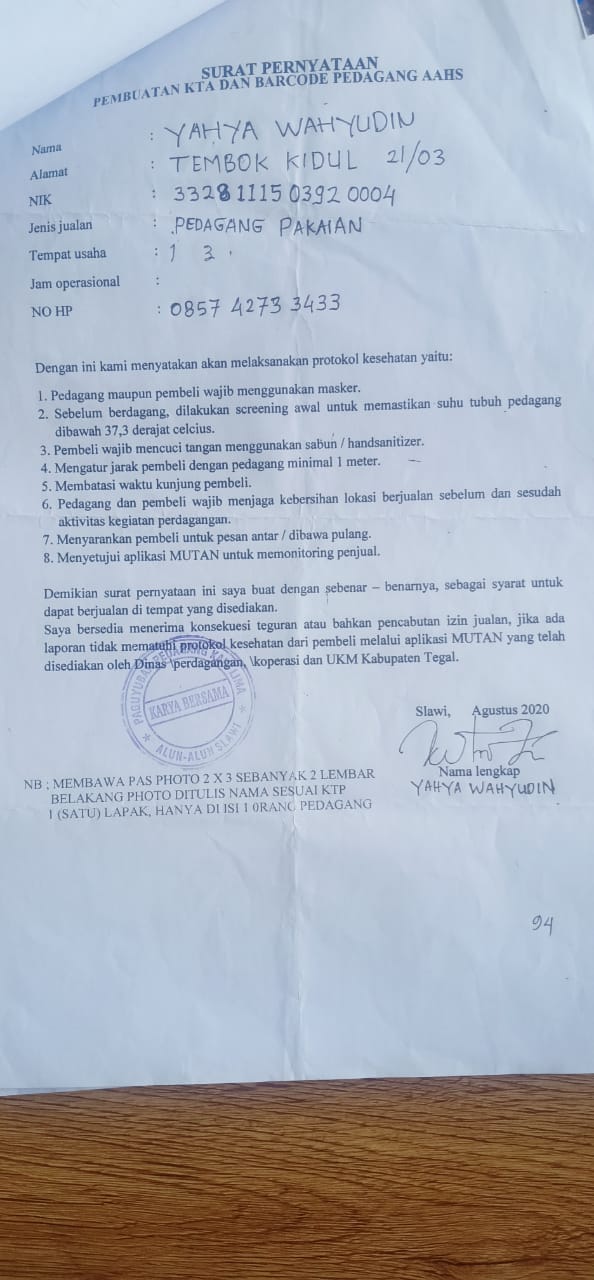 SURAT PERNYATAAN
PEMBUATAN KTA DAN BARCODE PEDAGANG AAHS
Nama : YAHYA WAHYUDIN
Alamat : TEMBOK KIDUL 21/03
NIK : 3328 1115 0392 0004
Jenis jualan : PEDAGANG PAKAIAN
Tempat usaha : 1 3 .
Jam operasional :
NO HP : 0857 4273 3433
Dengan ini kami menyatakan akan melaksanakan protokol kesehatan yaitu:
1. Pedagang maupun pembeli wajib menggunakan masker.
2. Sebelum berdagang, dilakukan screening awal untuk memastikan suhu tubuh pedagang
dibawah 37,3 derajat celcius.
3. Pembeli wajib mencuci tangan menggunakan sabun / handsanitizer.
4. Mengatur jarak pembeli dengan pedagang minimal 1 meter.
5. Membatasi waktu kunjung pembeli.
6. Pedagang dan pembeli wajib menjaga kebersihan lokasi berjualan sebelum dan sesudah
aktivitas kegiatan perdagangan.
7. Menyarankan pembeli untuk pesan antar / dibawa pulang.
8. Menyetujui aplikasi MUTAN untuk memonitoring penjual.
Demikian surat pernyataan ini saya buat dengan sebenar – benarnya, sebagai syarat untuk
dapat berjualan di tempat yang disediakan.
Saya bersedia menerima konsekuesi teguran atau bahkan pencabutan izin jualan, jika ada
laporan tidak mematuhi protokol kesehatan dari pembeli melalui aplikasi MUTAN yang telah
disediakan oleh Dinas \perdagangan, \koperasi dan UKM Kabupaten Tegal.
PAGUYUBAN PEDAGANG KAKI LIMA
KARYA BERSAMA
ALUN-ALUN SLAWI
Slawi, Agustus 2020
Nama lengkap
YAHYA WAHYUDIN
NB ; MEMBAWA PAS PHOTO 2 X 3 SEBANYAK 2 LEMBAR
BELAKANG PHOTO DITULIS NAMA SESUAI KTP
1 (SATU) LAPAK, HANYA DI ISI 1 0RANG PEDAGANG
94